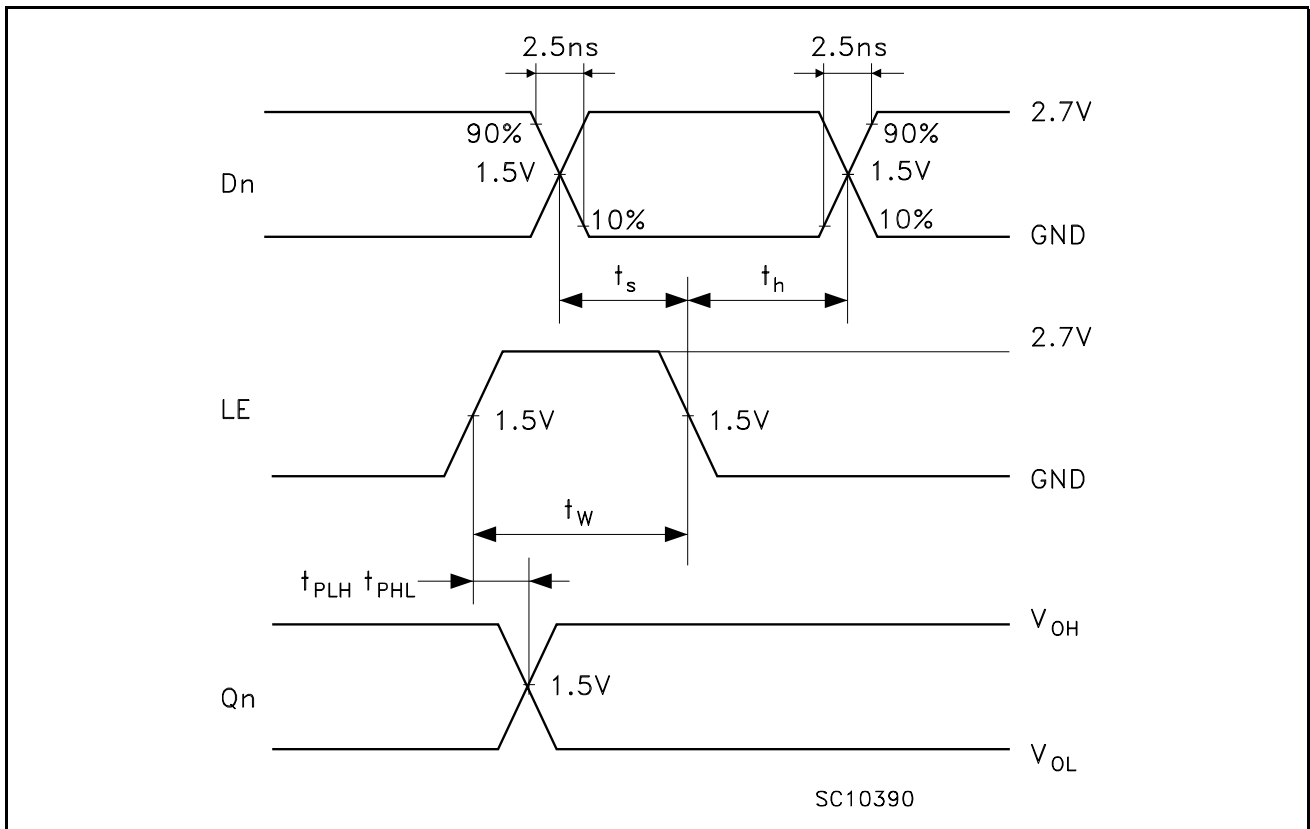 2.5ns 2.5ns
2.7V
90% 90%
1.5V 1.5V
Dn
10% 10%
GND
ts th
2.7V
LE
1.5V 1.5V
GND
tW
tPLH tPHL
VOH
1.5V
Qn
VOL
SC10390